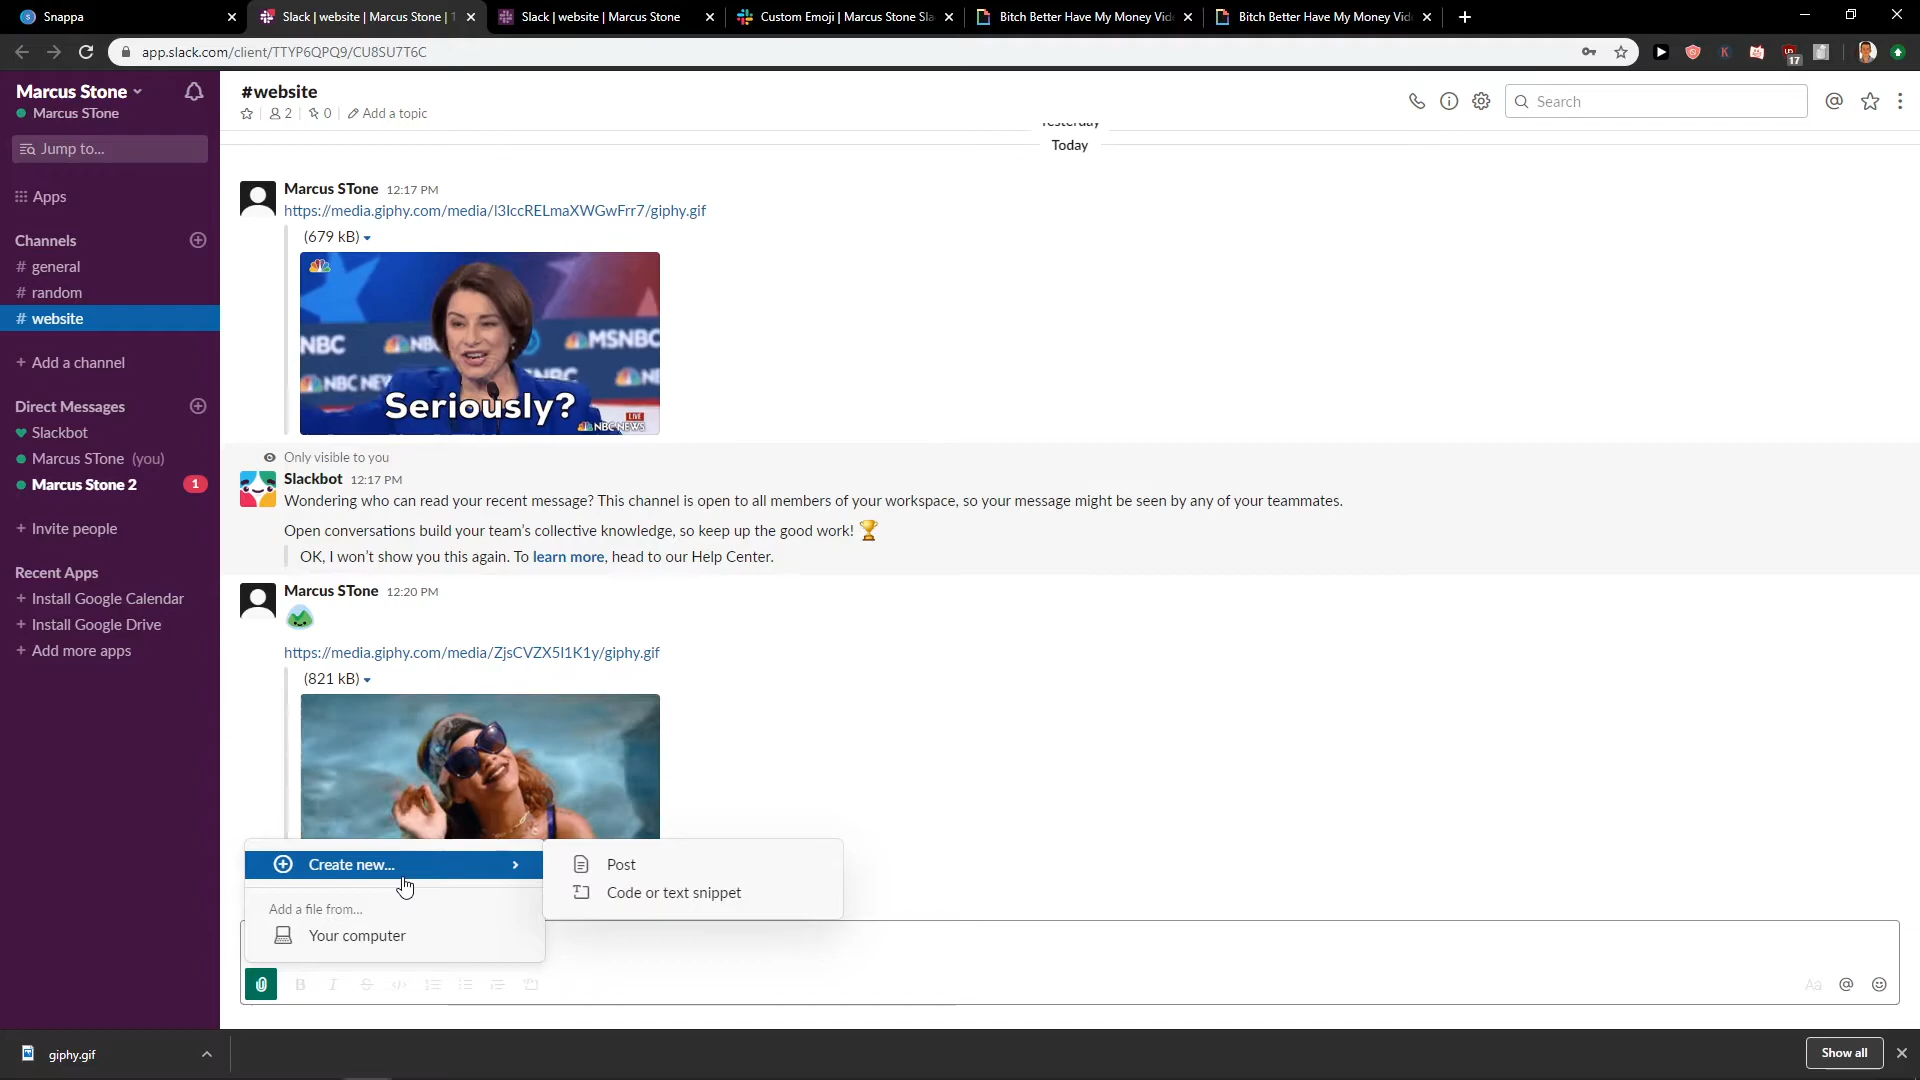 Snappa
Slack | website | Marcus Stone | 1
Slack | website | Marcus Stone
Custom Emoji | Marcus Stone Sla
Bitch Better Have My Money Vid
Bitch Better Have My Money Vid
app.slack.com/client/TTYP6QPQ9/CU8SU7T6C
17
Marcus Stone
Marcus STone
Jump to...
Apps
Channels
# general
# random
# website
+ Add a channel
Direct Messages
Slackbot
Marcus STone (you)
Marcus Stone 2
1
+ Invite people
Recent Apps
+ Install Google Calendar
+ Install Google Drive
+ Add more apps
#website
2
0
Add a topic
Search
Yesterday
Today
Marcus STone 12:17 PM
https://media.giphy.com/media/l3IccRELmaXWGwFrr7/giphy.gif
(679 kB)
NBC
MSNBC
NBC NEW
NBC
Seriously?
LIVE
NBC NEWS
Only visible to you
Slackbot 12:17 PM
Wondering who can read your recent message? This channel is open to all members of your workspace, so your message might be seen by any of your teammates.
Open conversations build your team's collective knowledge, so keep up the good work!
OK, I won't show you this again. To learn more, head to our Help Center.
Marcus STone 12:20 PM
https://media.giphy.com/media/ZjsCVZX5I1K1y/giphy.gif
(821 kB)
Create new...
Post
Code or text snippet
Add a file from...
Your computer
B I S
Aa @
giphy.gif
Show all